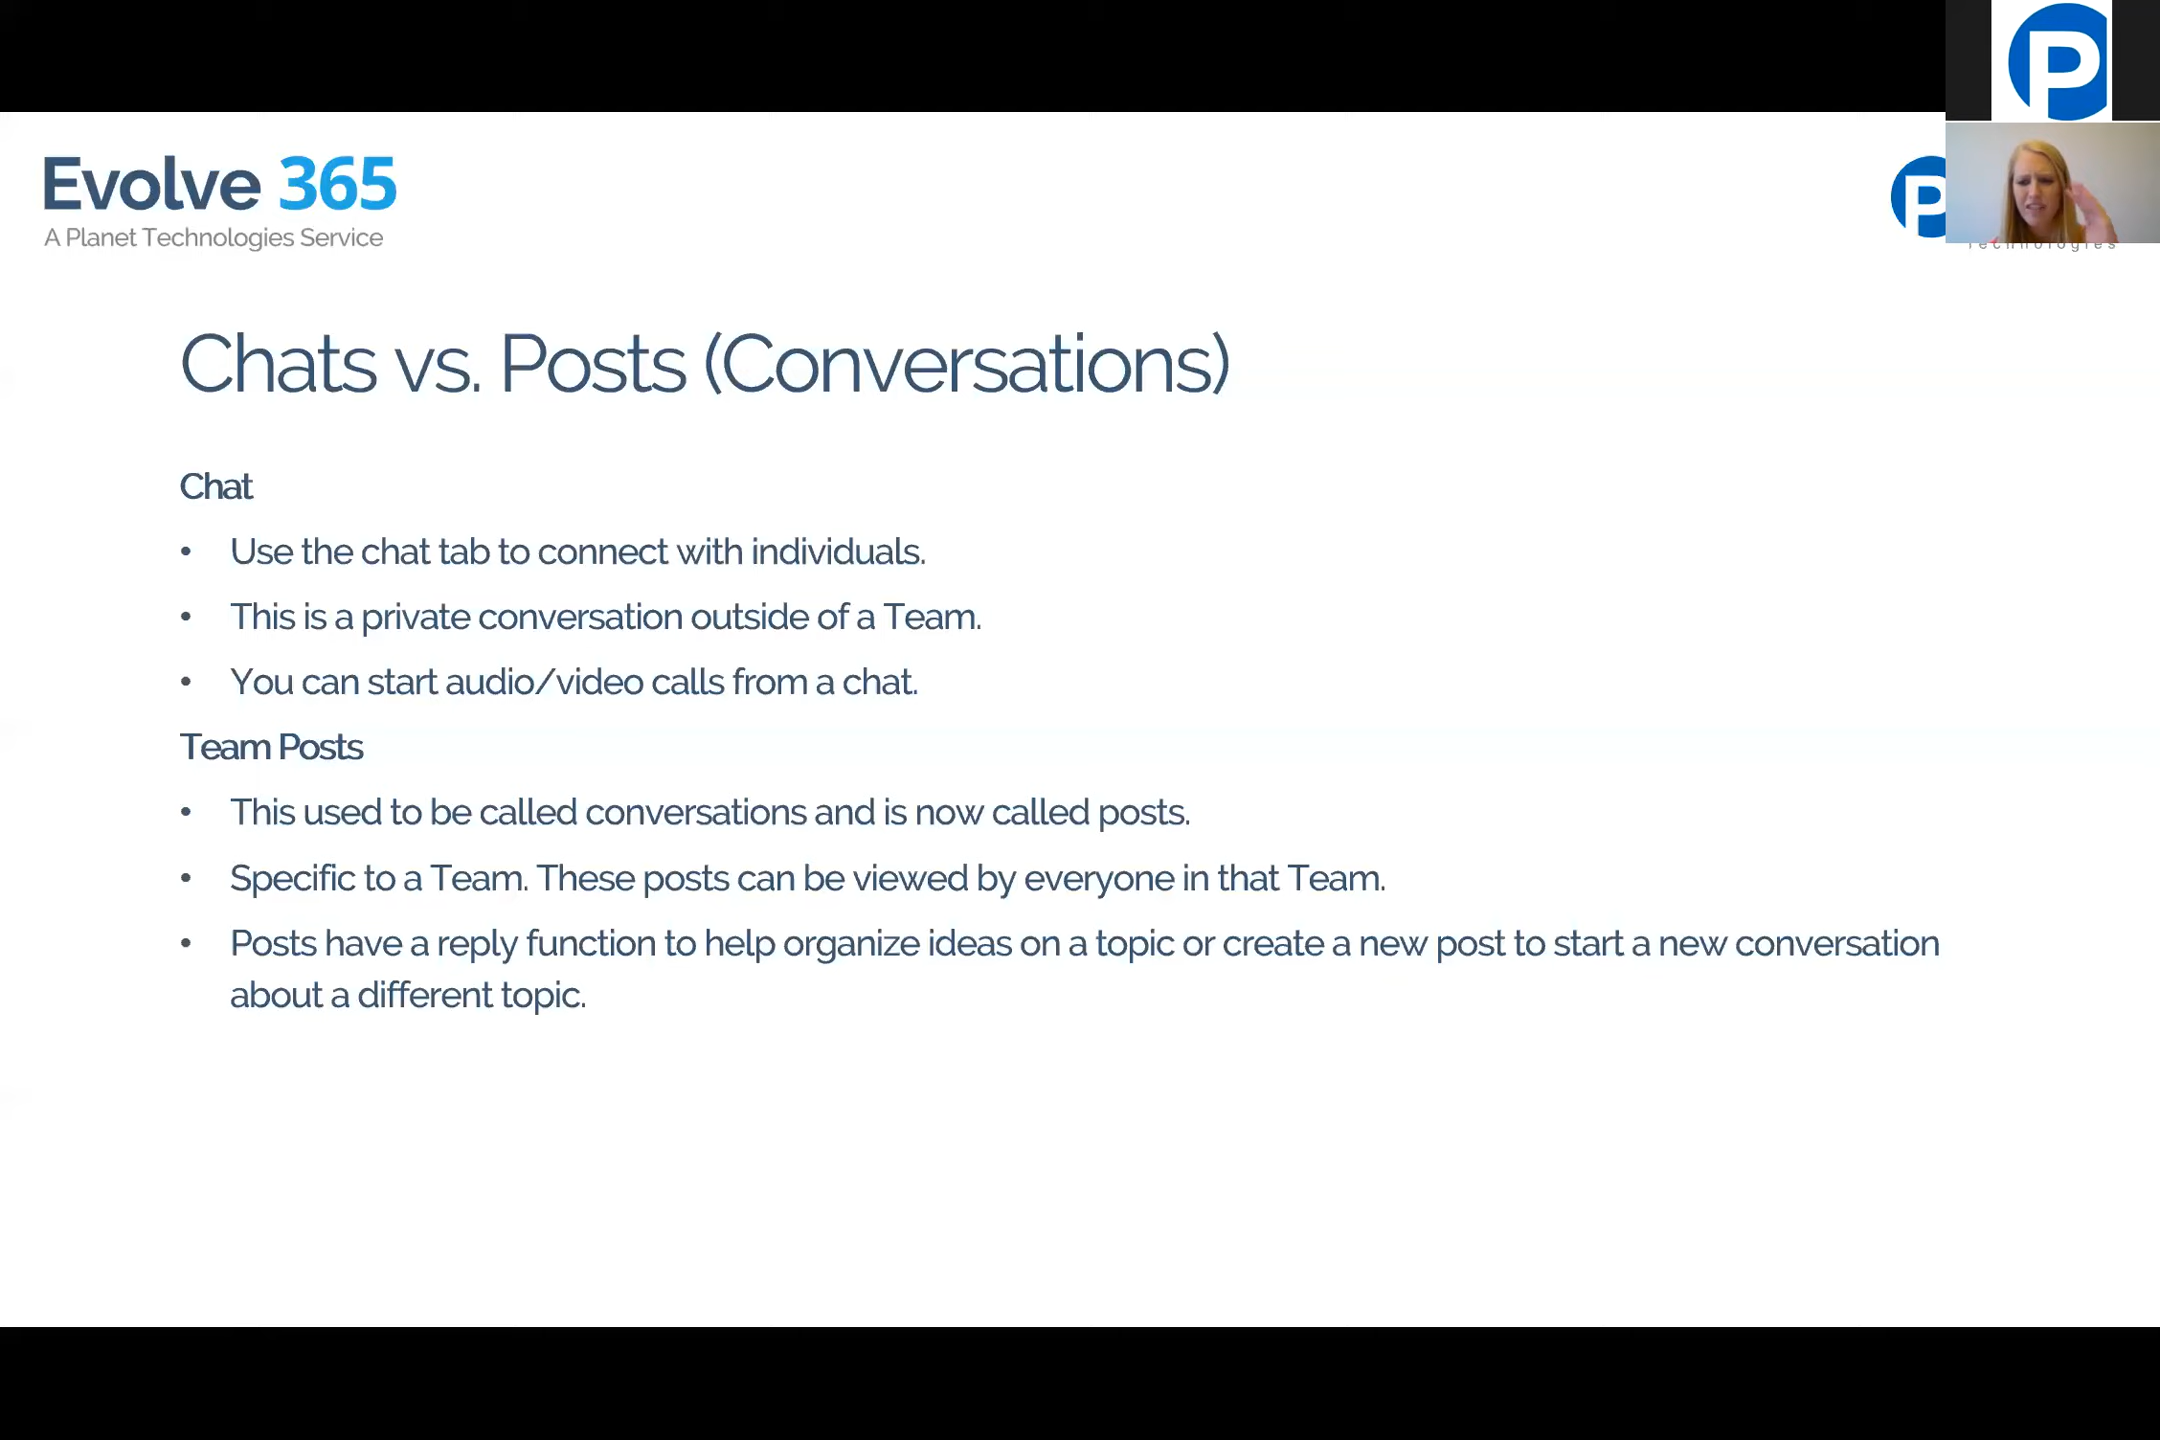 P
Evolve 365
A Planet Technologies Service
P
Technologies
Chats vs. Posts (Conversations)
Chat
• Use the chat tab to connect with individuals.
• This is a private conversation outside of a Team.
• You can start audio/video calls from a chat.
Team Posts
• This used to be called conversations and is now called posts.
• Specific to a Team. These posts can be viewed by everyone in that Team.
• Posts have a reply function to help organize ideas on a topic or create a new post to start a new conversation
about a different topic.